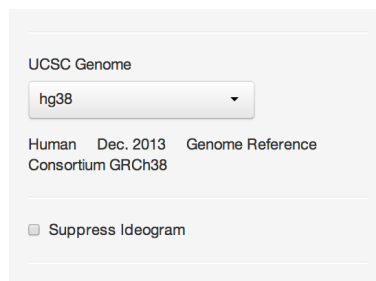 UCSC Genome
hg38
Human Dec. 2013 Genome Reference
Consortium GRCh38
Suppress Ideogram